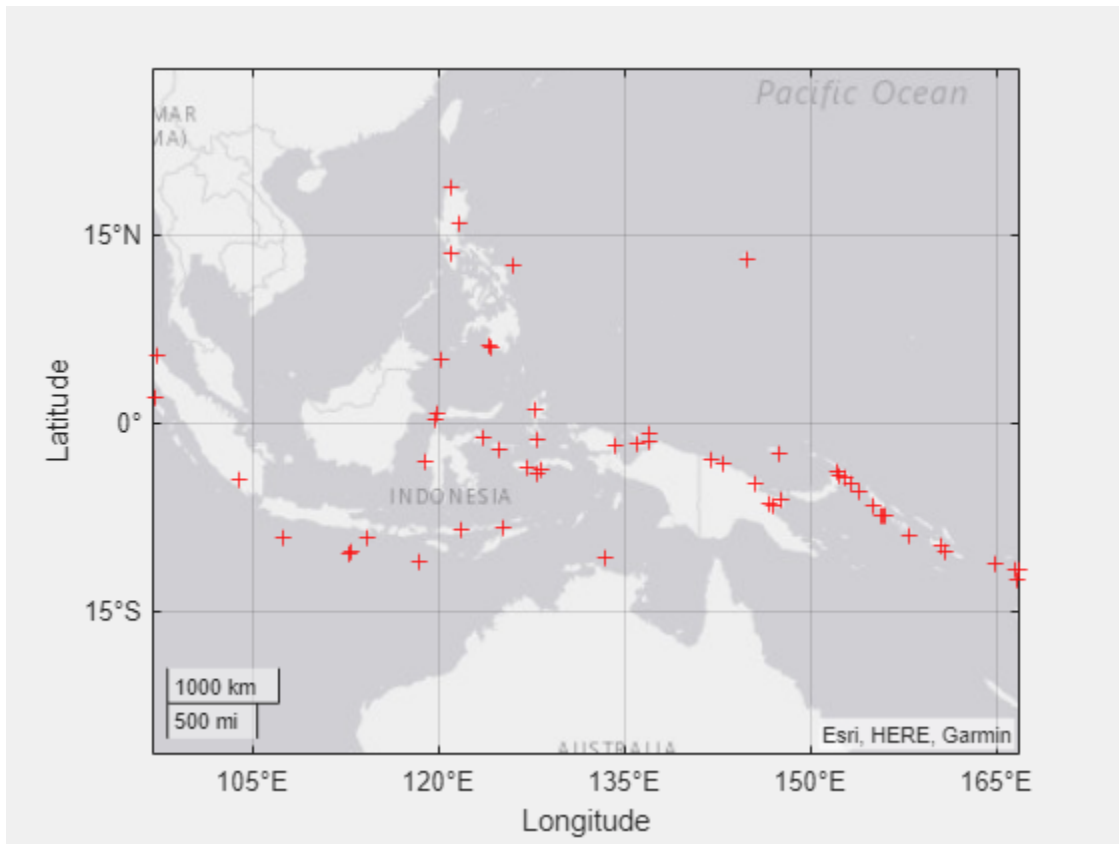 Pacific Ocean
MAR
MA)
15°N
Latitude
0°
INDONESIA
15°S
1000 km
500 mi
Esri, HERE, Garmin
AUSTRALIA
105°E
120°E
135°E
150°E
165°E
Longitude